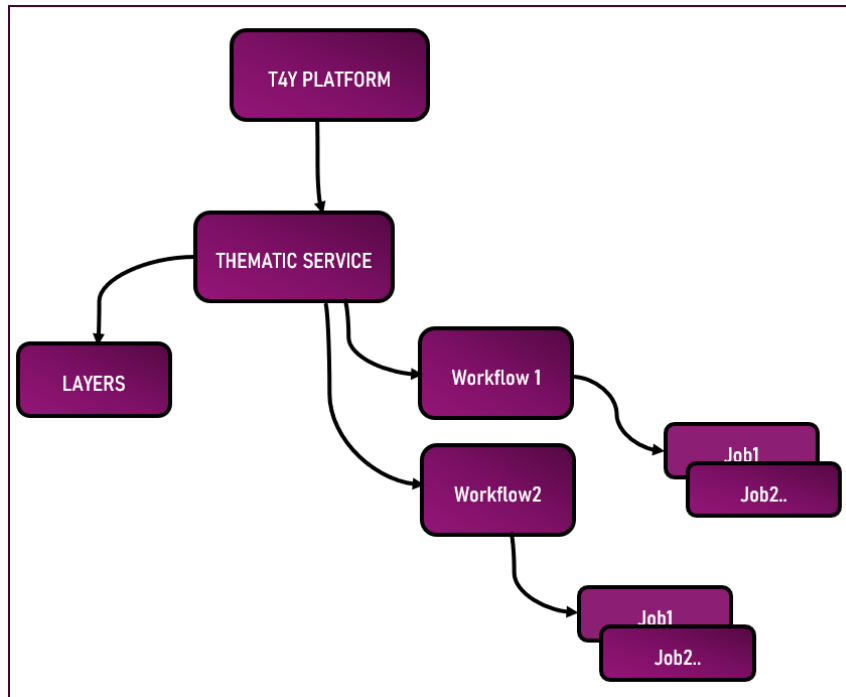 T4Y PLATFORM
THEMATIC SERVICE
LAYERS
Workflow 1
Job1
Job2..
Workflow2
Job1
Job2..